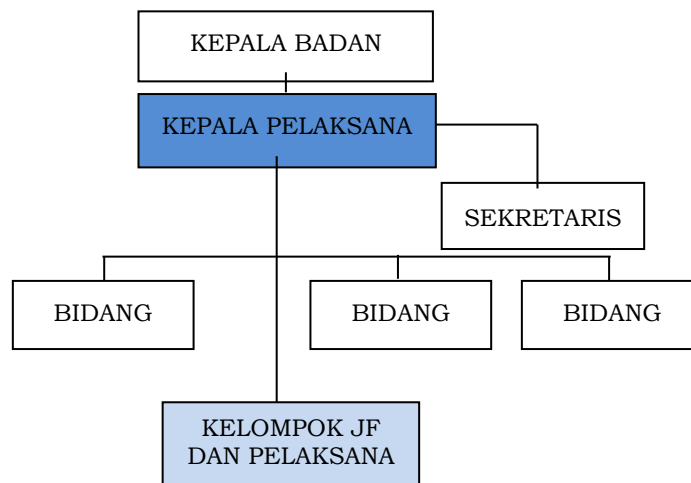 KEPALA BADAN
KEPALA PELAKSANA
SEKRETARIS
BIDANG
BIDANG
BIDANG
KELOMPOK JF
DAN PELAKSANA